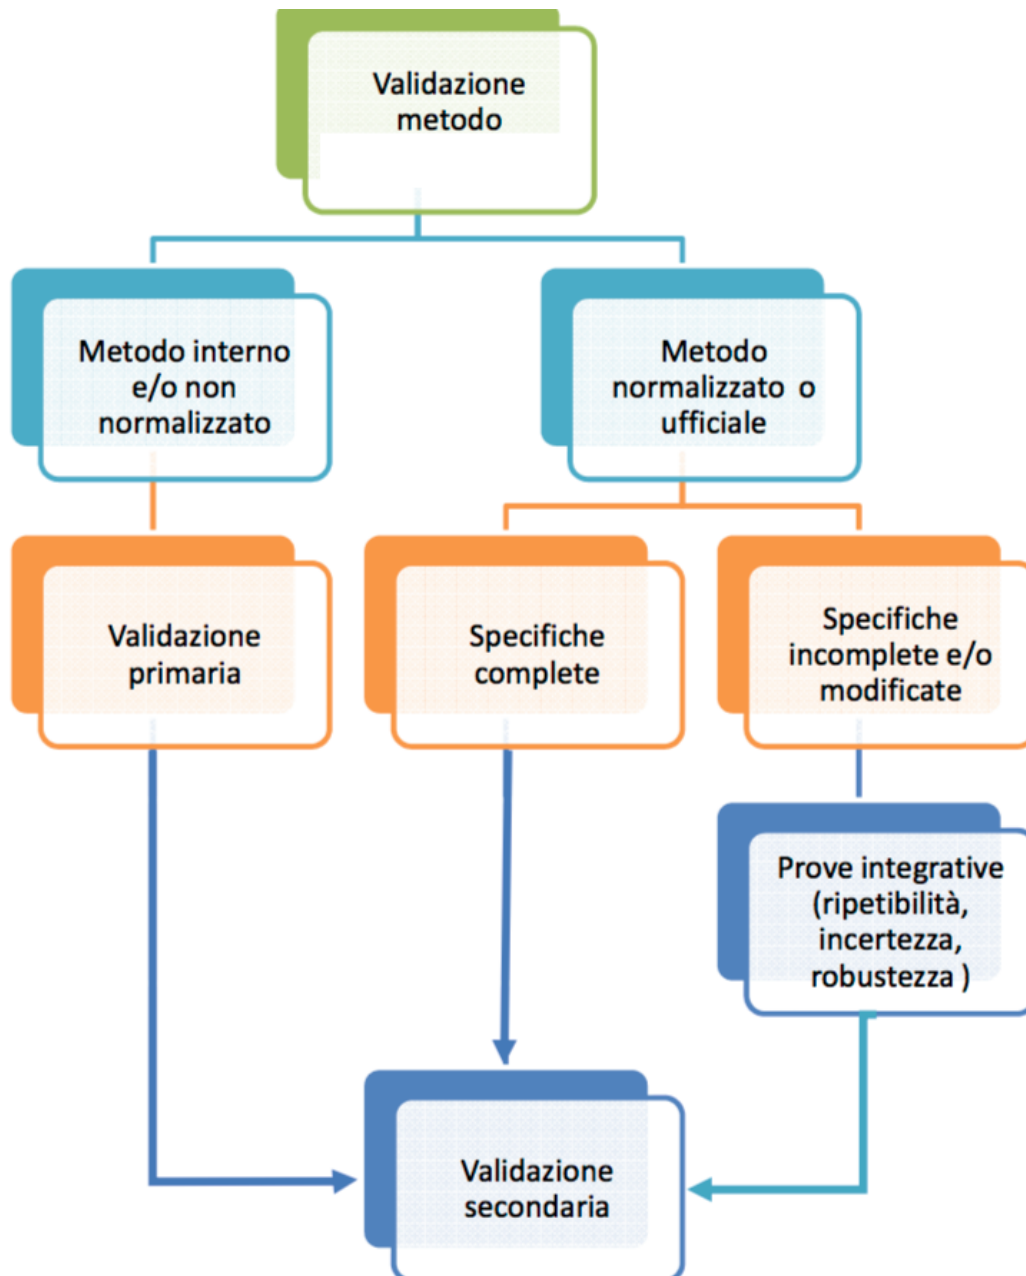 Validazione
metodo
Metodo interno
e/o non
normalizzato
Metodo
normalizzato o
ufficiale
Validazione
primaria
Specifiche
complete
Specifiche
incomplete e/o
modificate
Prove integrative
(ripetibilità,
incertezza,
robustezza )
Validazione
secondaria